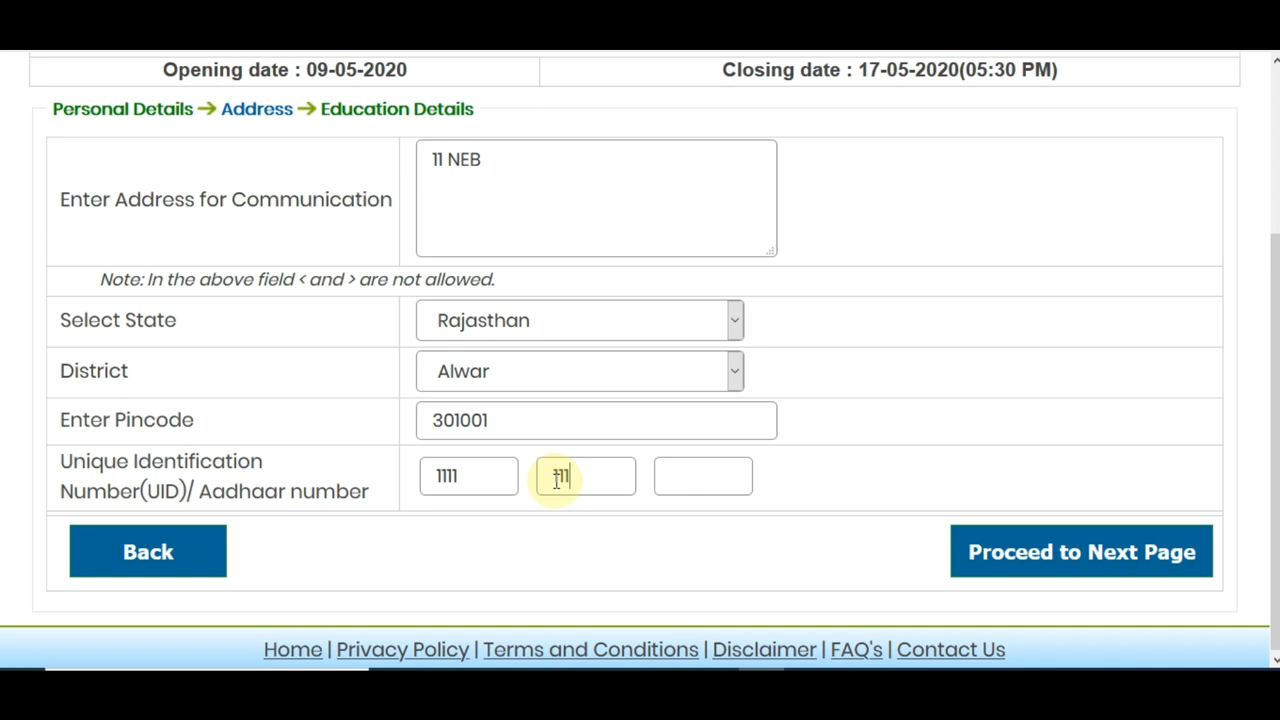 Opening date : 09-05-2020 Closing date : 17-05-2020(05:30 PM)
Personal Details → Address → Education Details
Enter Address for Communication 11 NEB
Note: In the above field < and > are not allowed.
Select State Rajasthan
District Alwar
Enter Pincode 301001
Unique Identification
Number(UID)/ Aadhaar number 1111
Back Proceed to Next Page
Home | Privacy Policy | Terms and Conditions | Disclaimer | FAQ's | Contact Us